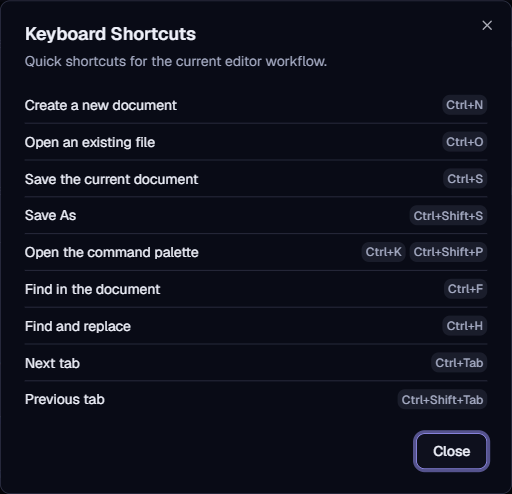 Keyboard Shortcuts
Quick shortcuts for the current editor workflow.
Create a new document Ctrl+N
Open an existing file Ctrl+O
Save the current document Ctrl+S
Save As Ctrl+Shift+S
Open the command palette Ctrl+K Ctrl+Shift+P
Find in the document Ctrl+F
Find and replace Ctrl+H
Next tab Ctrl+Tab
Previous tab Ctrl+Shift+Tab
Close